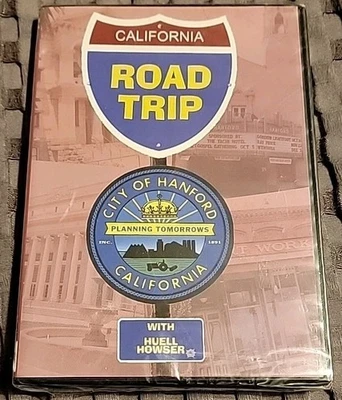 CALIFORNIA
ROAD
TRIP
CITY OF HANFORD
PLANNING TOMORROWS
INC. 1891
CALIFORNIA
WITH
HUELL
HOWSER